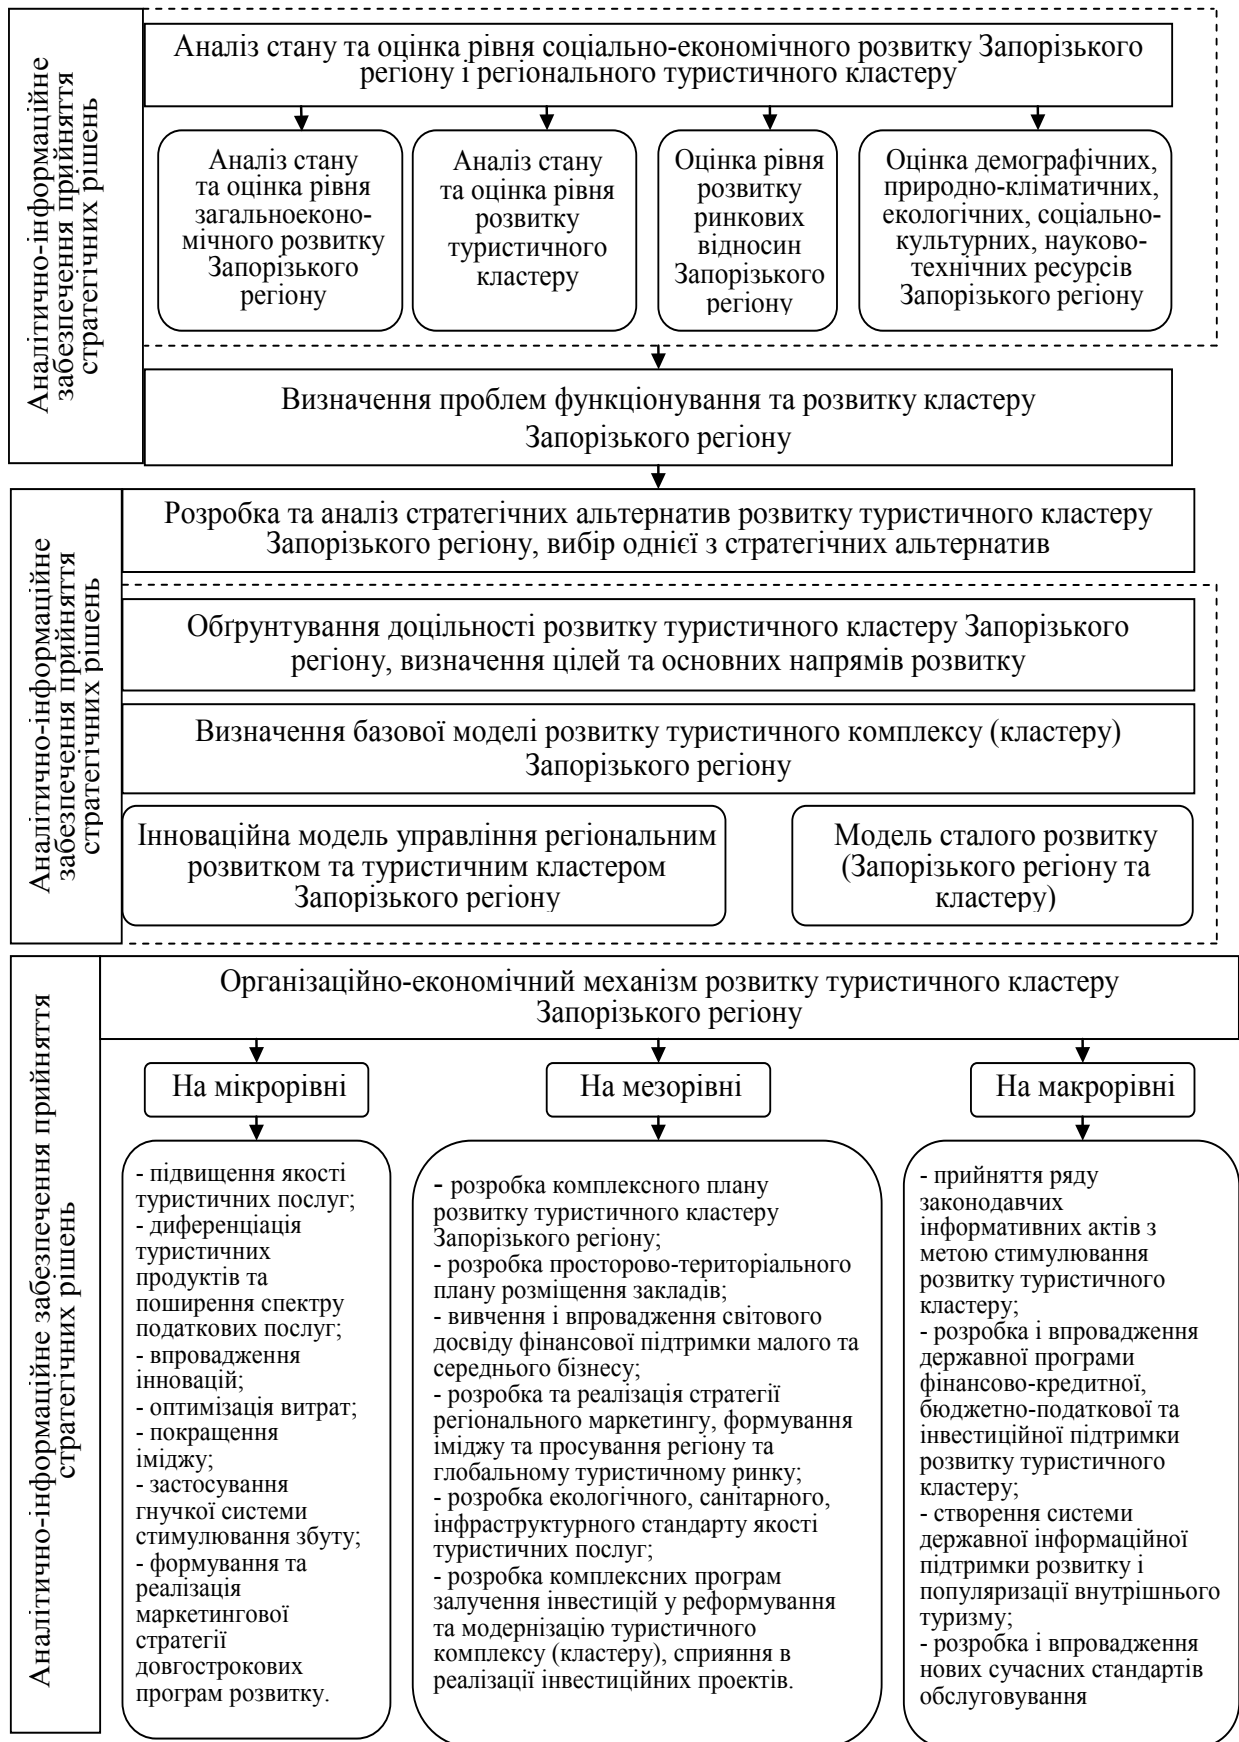 Аналітично-інформаційне
забезпечення прийняття
стратегічних рішень
Аналіз стану та оцінка рівня соціально-економічного розвитку Запорізького
регіону і регіонального туристичного кластеру
Аналіз стану
та оцінка рівня
загальноеконо-
мічного розвитку
Запорізького
регіону
Аналіз стану
та оцінка рівня
розвитку
туристичного
кластеру
Оцінка рівня
розвитку
ринкових
відносин
Запорізького
регіону
Оцінка демографічних,
природно-кліматичних,
екологічних, соціально-
культурних, науково-
технічних ресурсів
Запорізького регіону
Визначення проблем функціонування та розвитку кластеру
Запорізького регіону
Аналітично-інформаційне
забезпечення прийняття
стратегічних рішень
Розробка та аналіз стратегічних альтернатив розвитку туристичного кластеру
Запорізького регіону, вибір однієї з стратегічних альтернатив
Обґрунтування доцільності розвитку туристичного кластеру Запорізького
регіону, визначення цілей та основних напрямів розвитку
Визначення базової моделі розвитку туристичного комплексу (кластеру)
Запорізького регіону
Інноваційна модель управління регіональним
розвитком та туристичним кластером
Запорізького регіону
Модель сталого розвитку
(Запорізького регіону та
кластеру)
Аналітично-інформаційне забезпечення прийняття
стратегічних рішень
Організаційно-економічний механізм розвитку туристичного кластеру
Запорізького регіону
На мікрорівні
На мезорівні
На макрорівні
- підвищення якості
туристичних послуг;
- диференціація
туристичних
продуктів та
поширення спектру
податкових послуг;
- впровадження
інновацій;
- оптимізація витрат;
- покращення
іміджу;
- застосування
гнучкої системи
стимулювання збуту;
- формування та
реалізація
маркетингової
стратегії
довгострокових
програм розвитку.
- розробка комплексного плану
розвитку туристичного кластеру
Запорізького регіону;
- розробка просторово-територіального
плану розміщення закладів;
- вивчення і впровадження світового
досвіду фінансової підтримки малого та
середнього бізнесу;
- розробка та реалізація стратегії
регіонального маркетингу, формування
іміджу та просування регіону та
глобальному туристичному ринку;
- розробка екологічного, санітарного,
інфраструктурного стандарту якості
туристичних послуг;
- розробка комплексних програм
залучення інвестицій у реформування
та модернізацію туристичного
комплексу (кластеру), сприяння в
реалізації інвестиційних проектів.
- прийняття ряду
законодавчих
інформативних актів з
метою стимулювання
розвитку туристичного
кластеру;
- розробка і впровадження
державної програми
фінансово-кредитної,
бюджетно-податкової та
інвестиційної підтримки
розвитку туристичного
кластеру;
- створення системи
державної інформаційної
підтримки розвитку і
популяризації внутрішнього
туризму;
- розробка і впровадження
нових сучасних стандартів
обслуговування